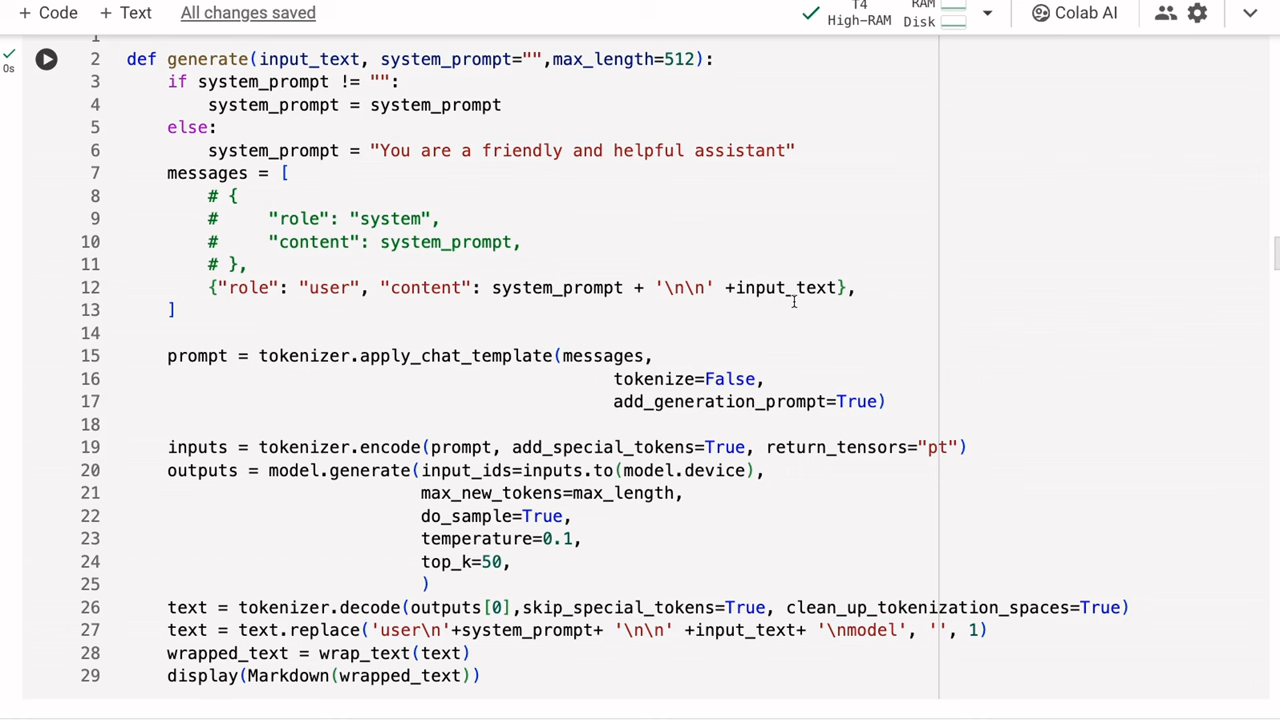 + Code + Text All changes saved T4 RAM
High-RAM Disk Colab AI
1
0s
2 def generate(input_text, system_prompt="",max_length=512):
3 if system_prompt != "":
4 system_prompt = system_prompt
5 else:
6 system_prompt = "You are a friendly and helpful assistant"
7 messages = [
8 # {
9 # "role": "system",
10 # "content": system_prompt,
11 # },
12 {"role": "user", "content": system_prompt + '\n\n' +input_text},
13 ]
14
15 prompt = tokenizer.apply_chat_template(messages,
16 tokenize=False,
17 add_generation_prompt=True)
18
19 inputs = tokenizer.encode(prompt, add_special_tokens=True, return_tensors="pt")
20 outputs = model.generate(input_ids=inputs.to(model.device),
21 max_new_tokens=max_length,
22 do_sample=True,
23 temperature=0.1,
24 top_k=50,
25 )
26 text = tokenizer.decode(outputs[0],skip_special_tokens=True, clean_up_tokenization_spaces=True)
27 text = text.replace('user\n'+system_prompt+ '\n\n' +input_text+ '\nmodel', '', 1)
28 wrapped_text = wrap_text(text)
29 display(Markdown(wrapped_text))